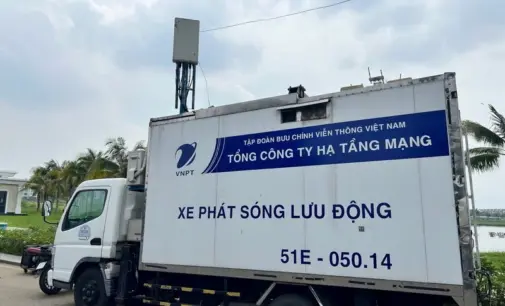 TẬP ĐOÀN BƯU CHÍNH VIỄN THÔNG VIỆT NAM
TỔNG CÔNG TY HẠ TẦNG MẠNG
VNPT
XE PHÁT SÓNG LƯU ĐỘNG
51E - 050.14